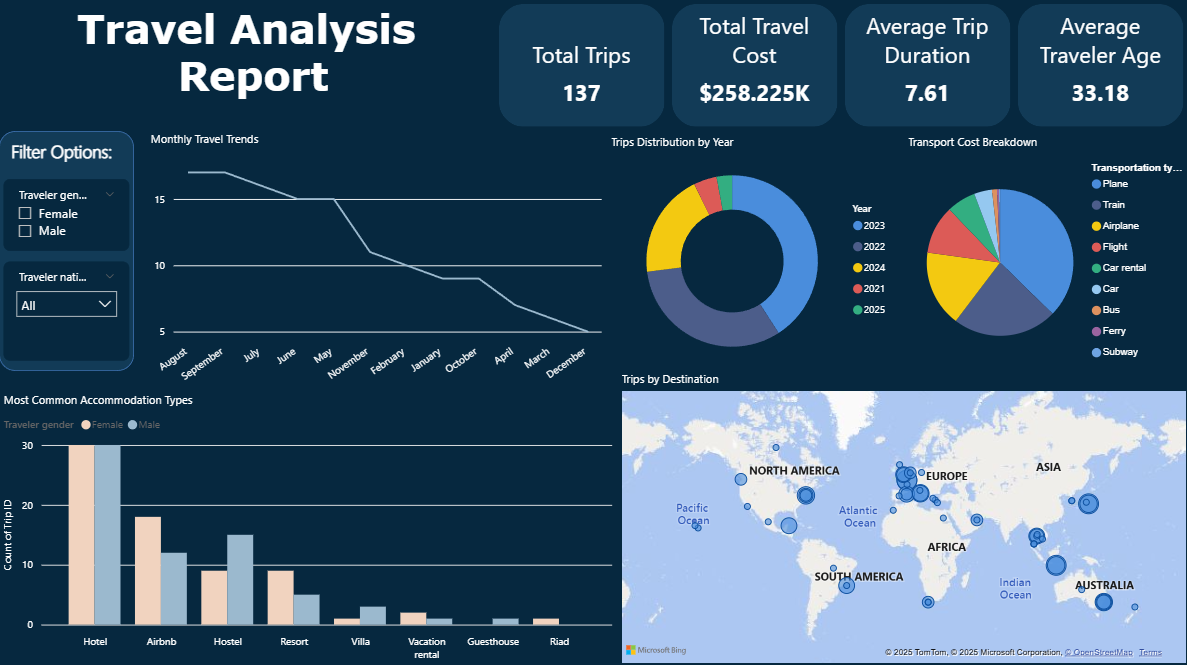 Travel Analysis
Report
Total Trips
137
Total Travel
Cost
$258.225K
Average Trip
Duration
7.61
Average
Traveler Age
33.18
Filter Options:
Traveler gen...
Female
Male
Traveler nati...
All
Monthly Travel Trends
15
10
5
August
September
July
June
May
November
February
January
October
April
March
December
Trips Distribution by Year
Year
2023
2022
2024
2021
2025
Transport Cost Breakdown
Transportation ty...
Plane
Train
Airplane
Flight
Car rental
Car
Bus
Ferry
Subway
Most Common Accommodation Types
Traveler gender
Female
Male
Count of Trip ID
30
20
10
0
Hotel
Airbnb
Hostel
Resort
Villa
Vacation
rental
Guesthouse
Riad
Trips by Destination
NORTH AMERICA
EUROPE
ASIA
Pacific
Ocean
Atlantic
Ocean
AFRICA
SOUTH AMERICA
Indian
Ocean
AUSTRALIA
Microsoft Bing
© 2025 TomTom, © 2025 Microsoft Corporation, © OpenStreetMap Terms